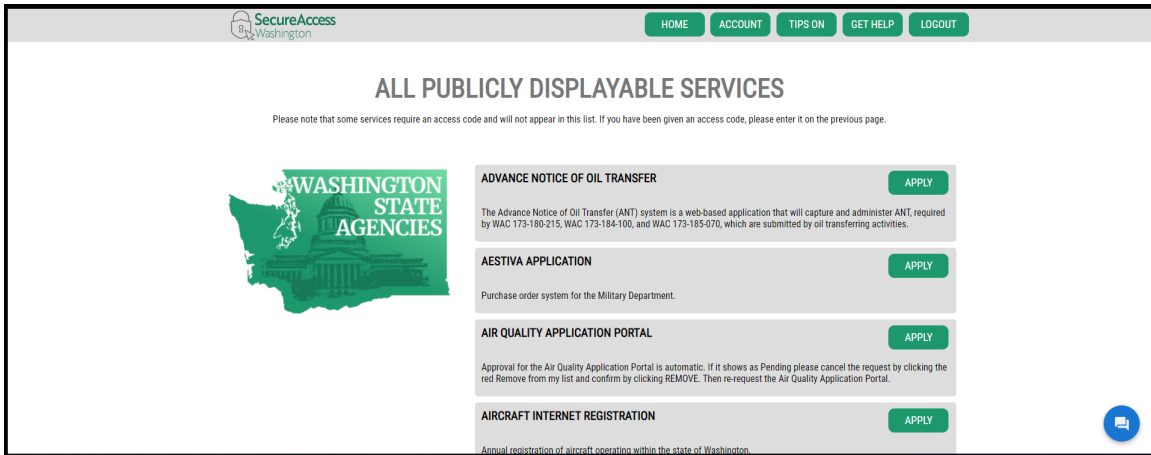 SecureAccess
Washington
HOME
ACCOUNT
TIPS ON
GET HELP
LOGOUT
ALL PUBLICLY DISPLAYABLE SERVICES
Please note that some services require an access code and will not appear in this list. If you have been given an access code, please enter it on the previous page.
WASHINGTON
STATE
AGENCIES
ADVANCE NOTICE OF OIL TRANSFER
APPLY
The Advance Notice of Oil Transfer (ANT) system is a web-based application that will capture and administer ANT, required
by WAC 173-180-215, WAC 173-184-100, and WAC 173-185-070, which are submitted by oil transferring activities.
AESTIVA APPLICATION
APPLY
Purchase order system for the Military Department.
AIR QUALITY APPLICATION PORTAL
APPLY
Approval for the Air Quality Application Portal is automatic. If it shows as Pending please cancel the request by clicking the
red Remove from my list and confirm by clicking REMOVE. Then re-request the Air Quality Application Portal.
AIRCRAFT INTERNET REGISTRATION
APPLY
Annual registration of aircraft operating within the state of Washington.